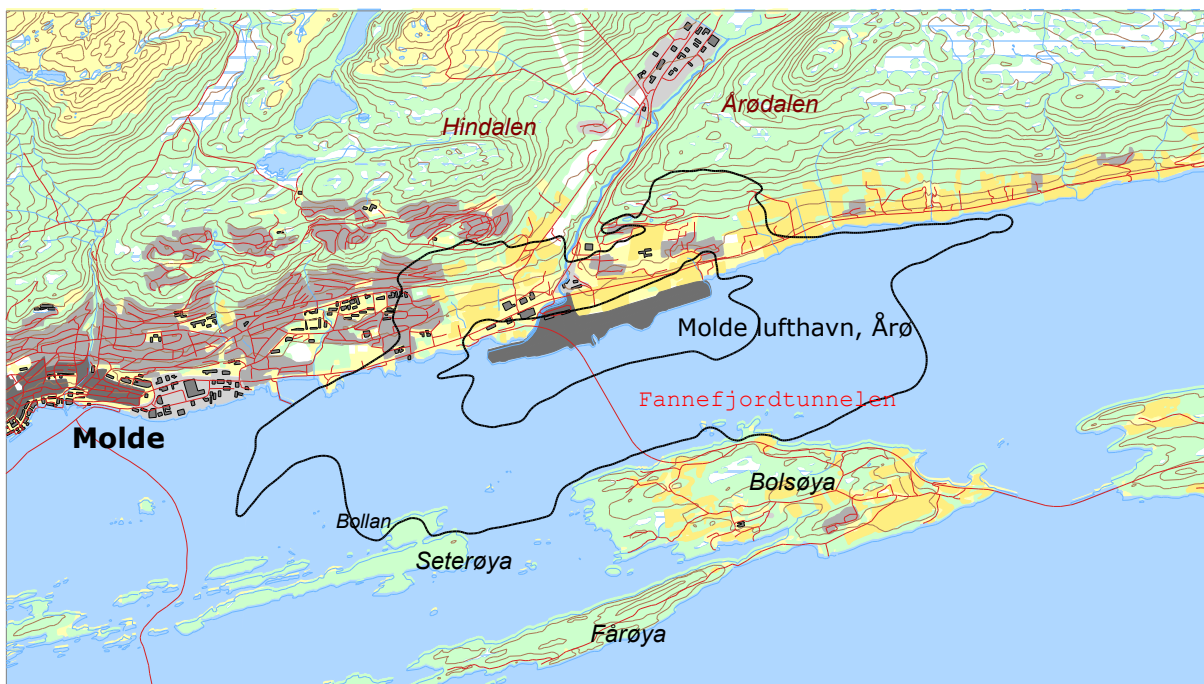 Årødalen
Hindalen
Molde lufthavn, Årø
Fannefjordtunnelen
Molde
Bolsøya
Bollan
Seterøya
Fårøya